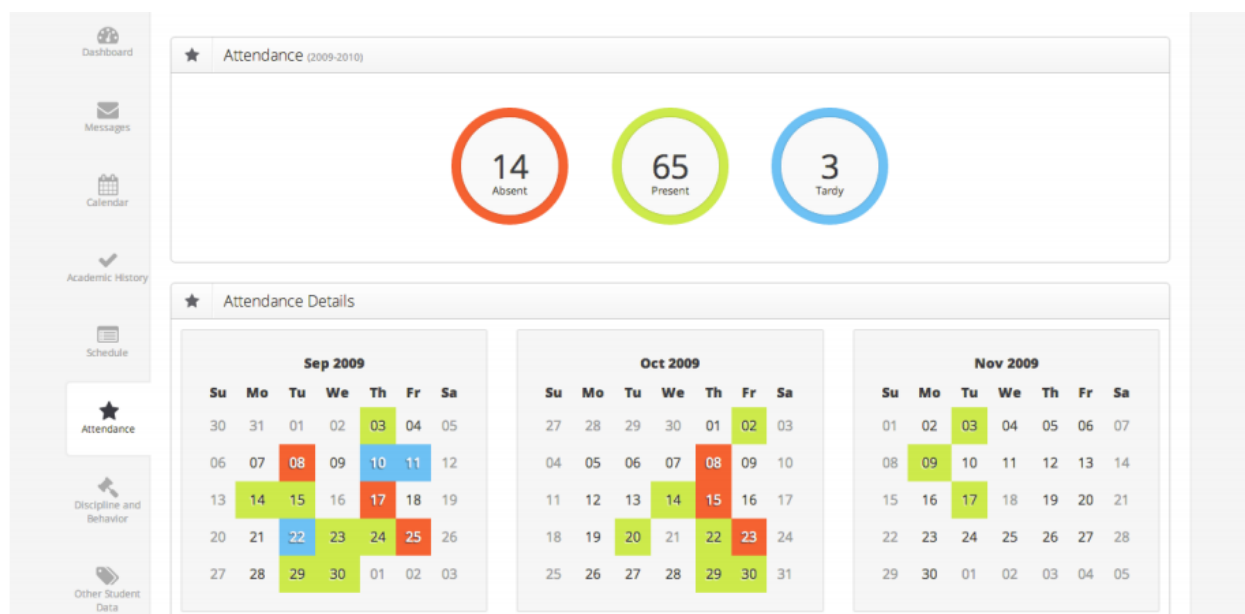 Dashboard
Messages
Calendar
Academic History
Schedule
Attendance
Discipline and
Behavior
Other Student
Data
Attendance (2009-2010)
14
Absent
65
Present
3
Tardy
Attendance Details
Sep 2009
Su Mo Tu We Th Fr Sa
30 31 01 02 03 04 05
06 07 08 09 10 11 12
13 14 15 16 17 18 19
20 21 22 23 24 25 26
27 28 29 30 01 02 03
Oct 2009
Su Mo Tu We Th Fr Sa
27 28 29 30 01 02 03
04 05 06 07 08 09 10
11 12 13 14 15 16 17
18 19 20 21 22 23 24
25 26 27 28 29 30 31
Nov 2009
Su Mo Tu We Th Fr Sa
01 02 03 04 05 06 07
08 09 10 11 12 13 14
15 16 17 18 19 20 21
22 23 24 25 26 27 28
29 30 01 02 03 04 05